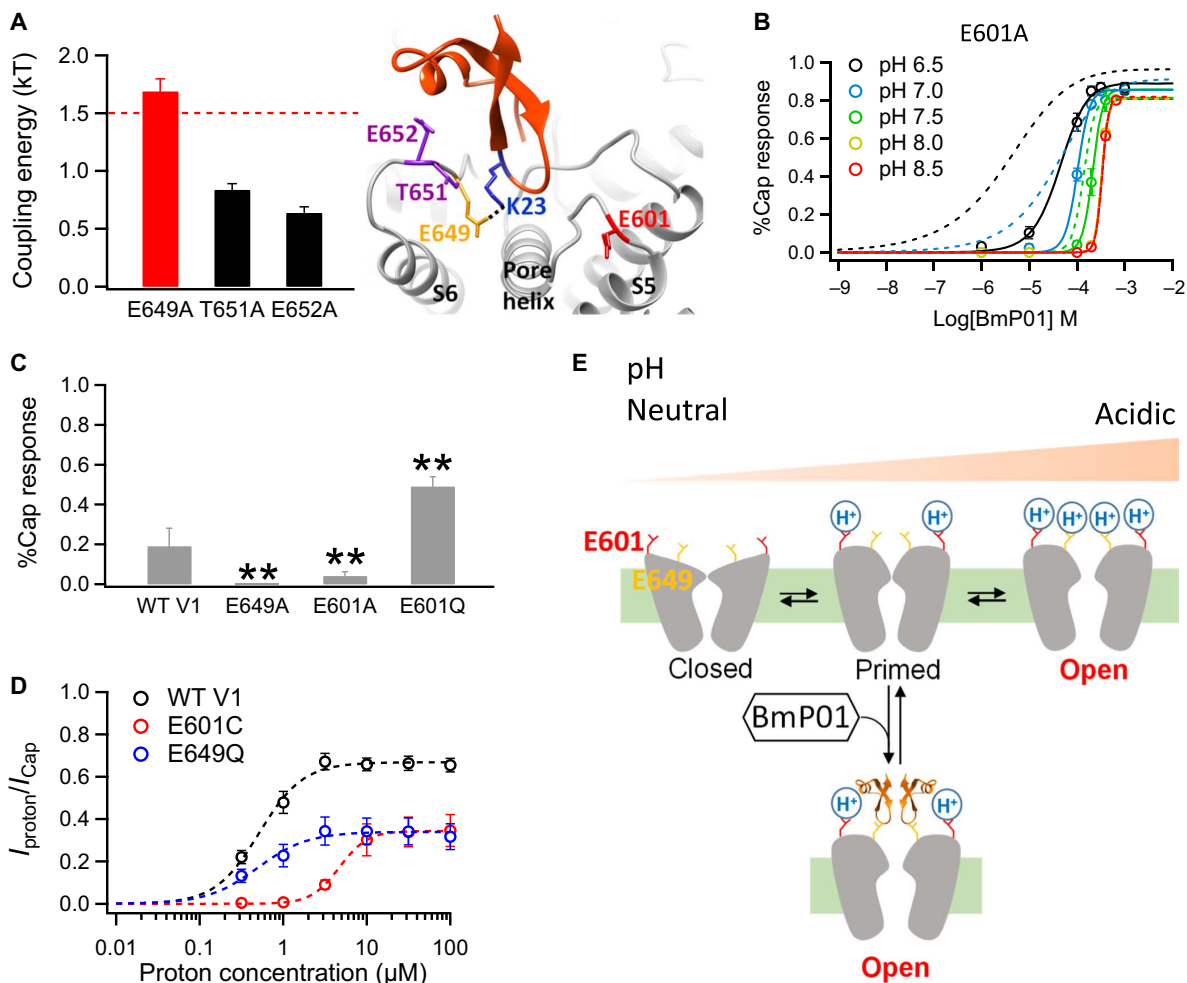 A
Coupling energy (kT)
2.0
1.5
1.0
0.5
0.0
E649A T651A E652A
E652
T651
E649
K23
E601
Pore
helix
S6
S5
B
E601A
%Cap response
1.0
0.8
0.6
0.4
0.2
0.0
pH 6.5
pH 7.0
pH 7.5
pH 8.0
pH 8.5
–9 –8 –7 –6 –5 –4 –3 –2
Log[BmP01] M
C
%Cap response
1.0
0.8
0.6
0.4
0.2
0.0
** ** **
WT V1 E649A E601A E601Q
D
Iproton/ICap
1.0
0.8
0.6
0.4
0.2
0.0
WT V1
E601C
E649Q
0.01 0.1 1 10 100
Proton concentration (µM)
E
pH
Neutral
Acidic
E601
E649
H+ H+ H+ H+ H+ H+
Closed
Primed
Open
BmP01
H+ H+
Open